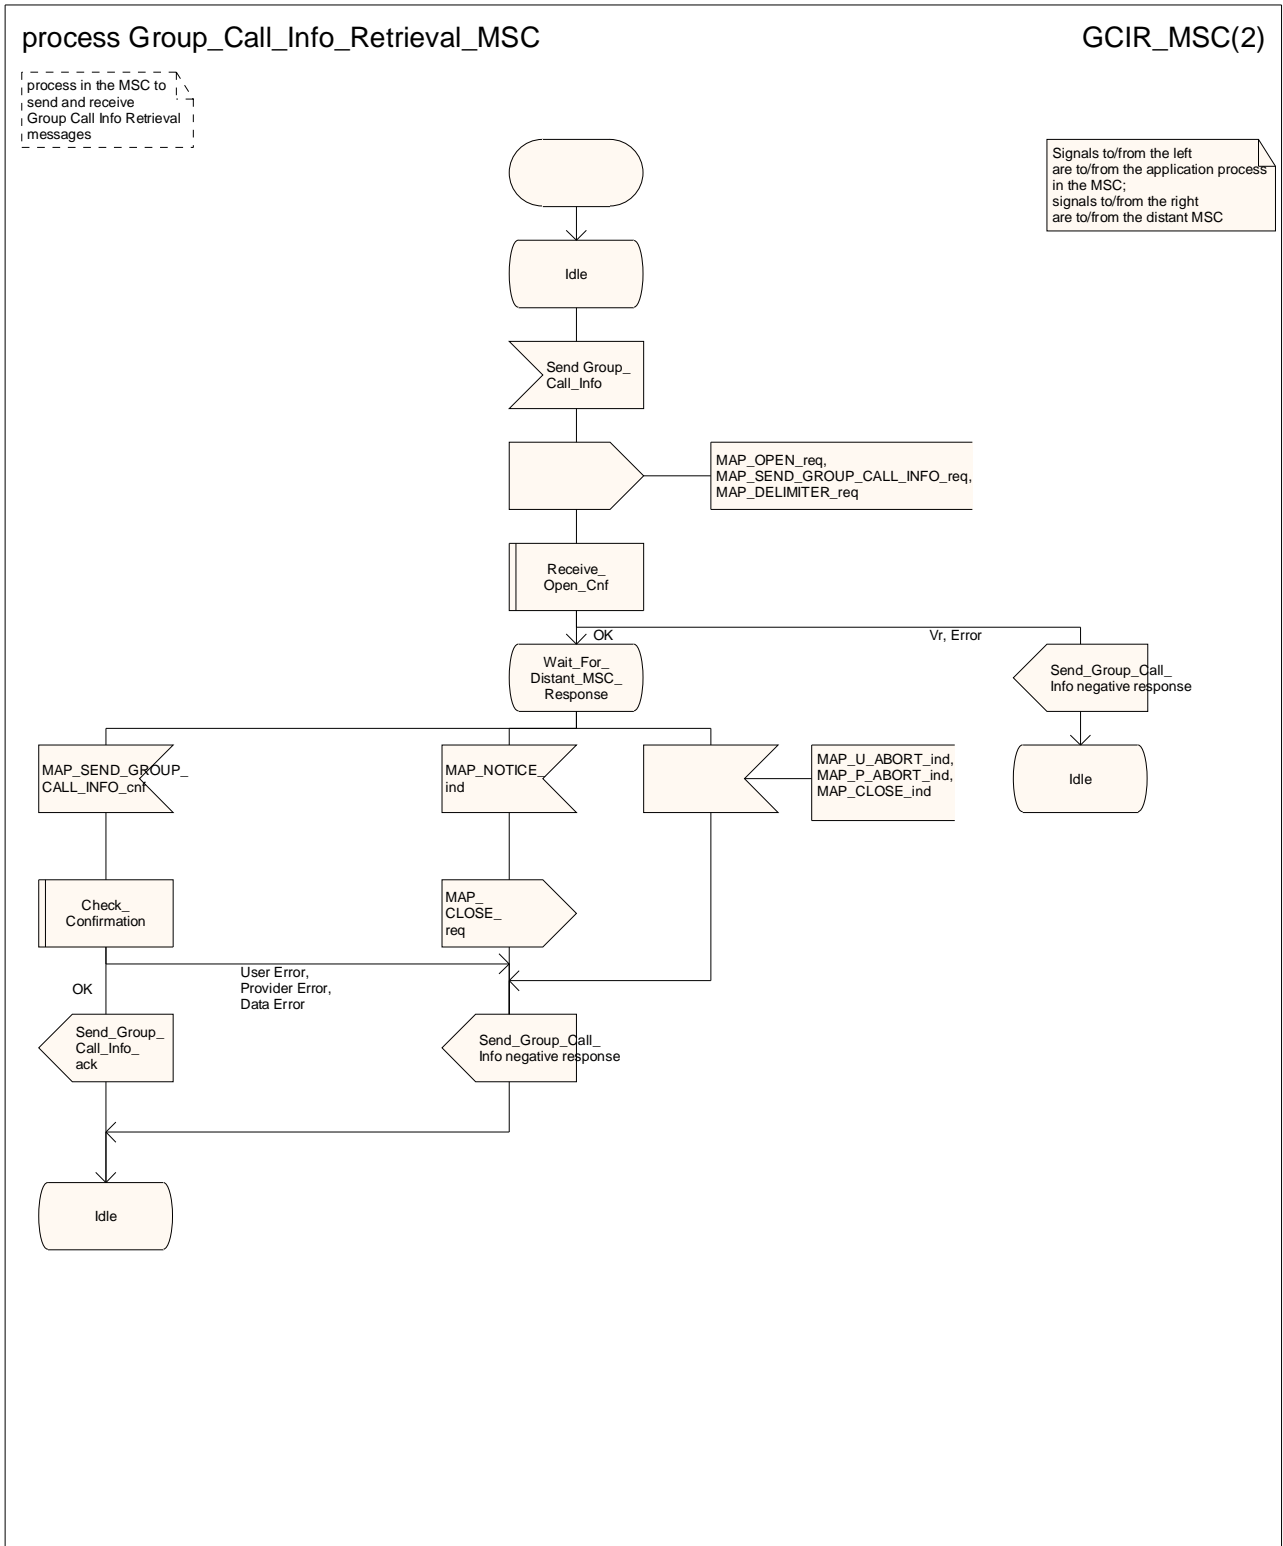 process Group_Call_Info_Retrieval_MSC
GCIR_MSC(2)
process in the MSC to
send and receive
Group Call Info Retrieval
messages
Signals to/from the left
are to/from the application process
in the MSC;
signals to/from the right
are to/from the distant MSC
Idle
Send Group_
Call_Info
MAP_OPEN_req,
MAP_SEND_GROUP_CALL_INFO_req,
MAP_DELIMITER_req
Receive_
Open_Cnf
OK
Vr, Error
Wait_For_
Distant_MSC_
Response
Send_Group_Call_
Info negative response
MAP_SEND_GROUP_
CALL_INFO_cnf
MAP_NOTICE_
ind
MAP_U_ABORT_ind,
MAP_P_ABORT_ind,
MAP_CLOSE_ind
Idle
Check_
Confirmation
MAP_
CLOSE_
req
User Error,
Provider Error,
Data Error
OK
Send_Group_
Call_Info_
ack
Send_Group_Call_
Info negative response
Idle